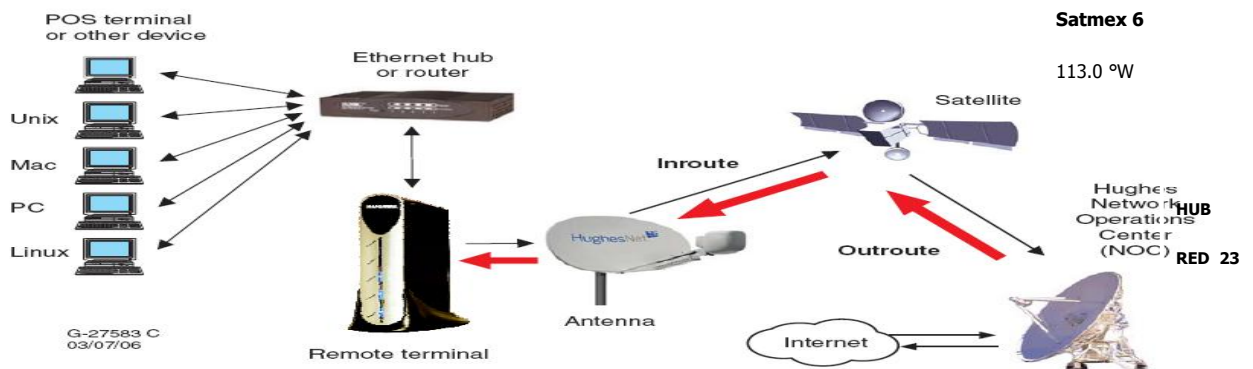 POS terminal
or other device
Unix
Mac
PC
Linux
G-27583 C
03/07/06
Ethernet hub
or router
Remote terminal
HughesNet
Antenna
Inroute
Outroute
Satmex 6
113.0 °W
Satellite
Hughes
Network
Operations
Center
(NOC)
HUB
RED 23
Internet